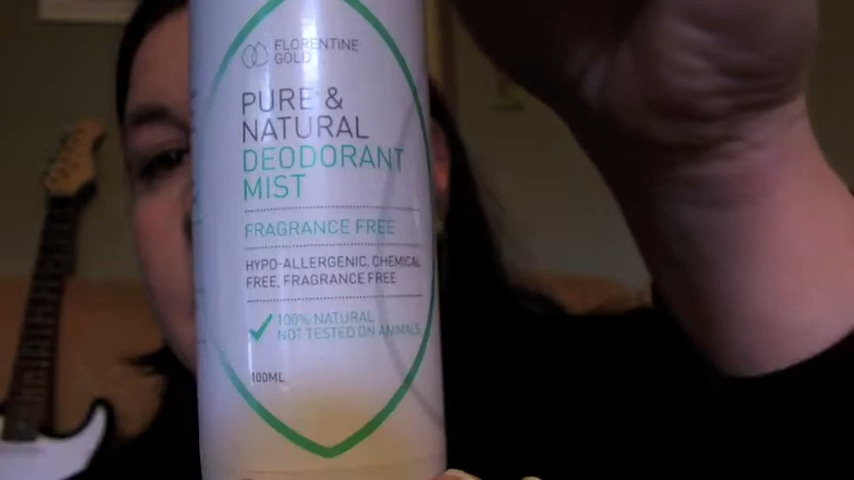 FLORENTINE
GOLD
PURE &
NATURAL
DEODORANT
MIST
FRAGRANCE FREE
HYPO-ALLERGENIC, CHEMICAL
FREE, FRAGRANCE FREE
100% NATURAL
NOT TESTED ON ANIMALS
100ML